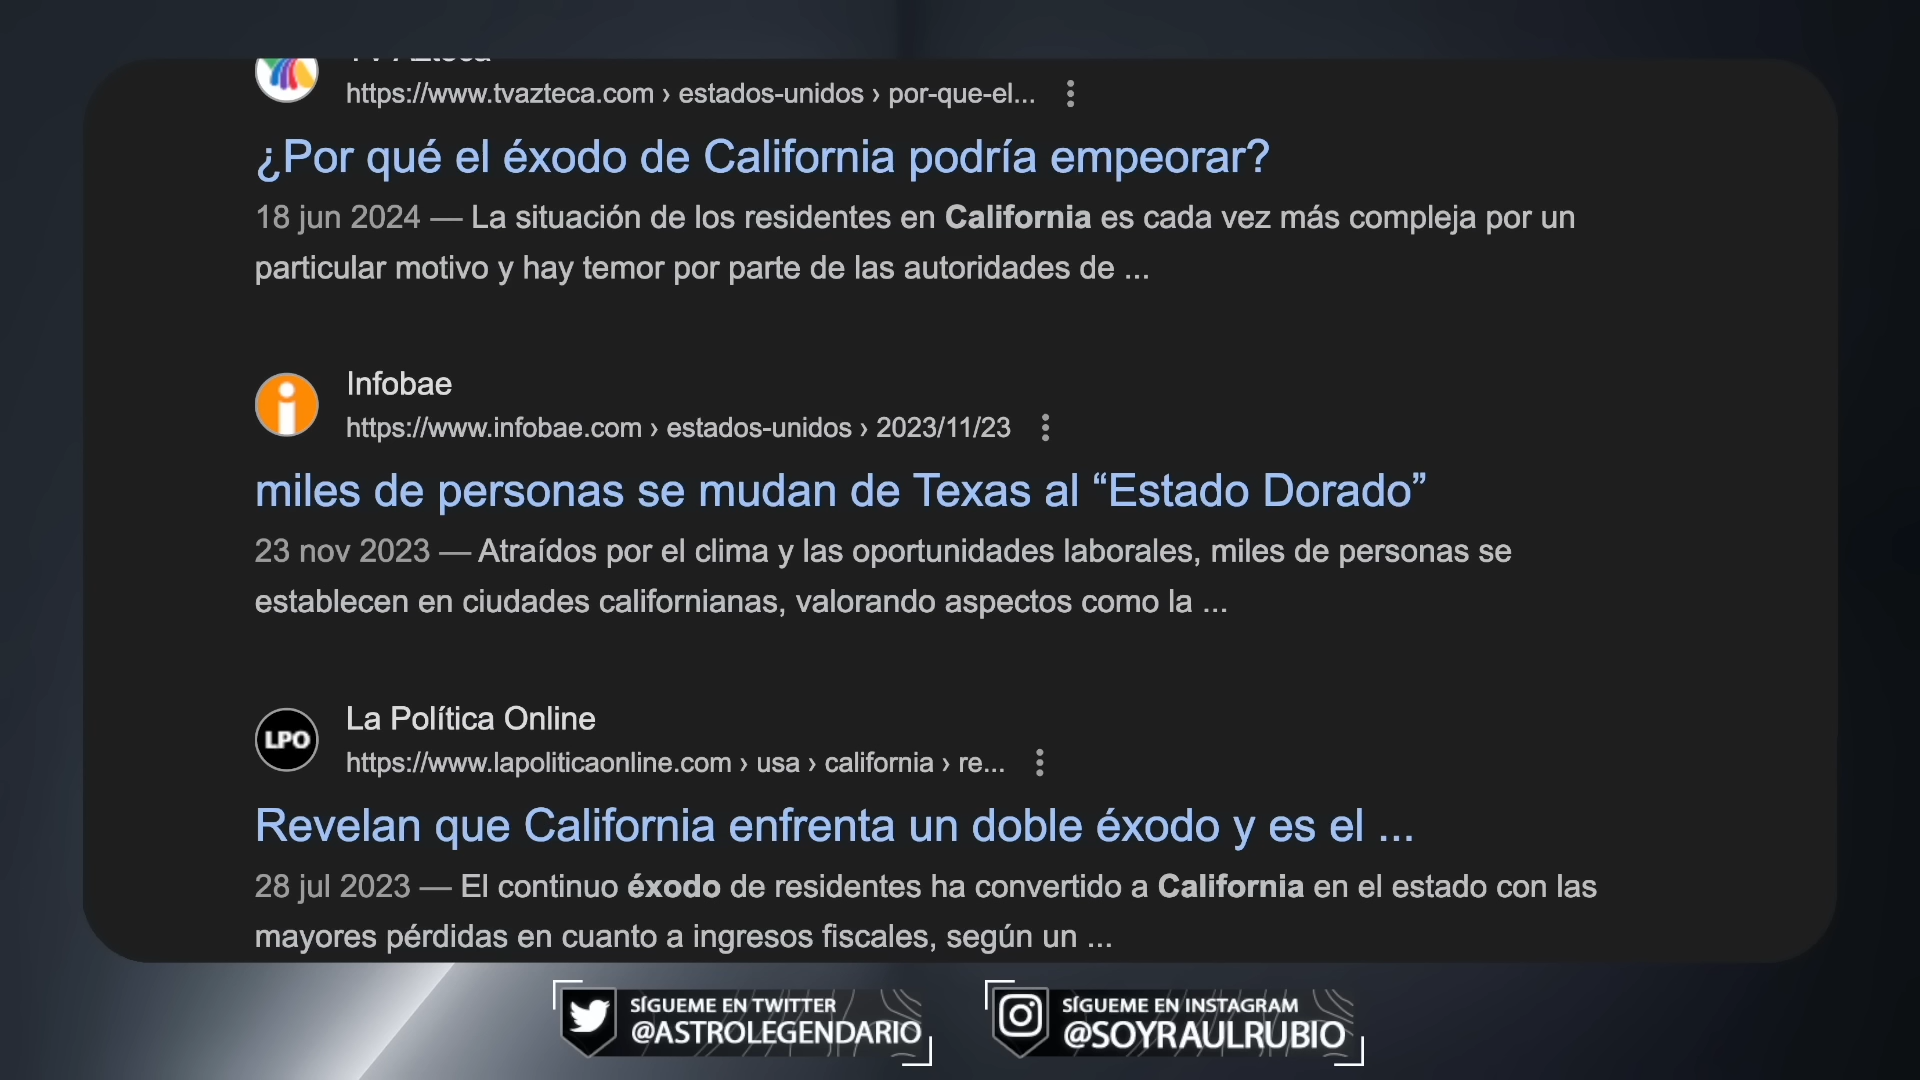 https://www.tvazteca.com › estados-unidos › por-que-el...
¿Por qué el éxodo de California podría empeorar?
18 jun 2024 — La situación de los residentes en California es cada vez más compleja por un
particular motivo y hay temor por parte de las autoridades de ...
Infobae
https://www.infobae.com › estados-unidos › 2023/11/23
miles de personas se mudan de Texas al “Estado Dorado”
23 nov 2023 — Atraídos por el clima y las oportunidades laborales, miles de personas se
establecen en ciudades californianas, valorando aspectos como la ...
LPO
La Política Online
https://www.lapoliticaonline.com › usa › california › re...
Revelan que California enfrenta un doble éxodo y es el ...
28 jul 2023 — El continuo éxodo de residentes ha convertido a California en el estado con las
mayores pérdidas en cuanto a ingresos fiscales, según un ...
SÍGUEME EN TWITTER
@ASTROLEGENDARIO
SÍGUEME EN INSTAGRAM
@SOYRAULRUBIO